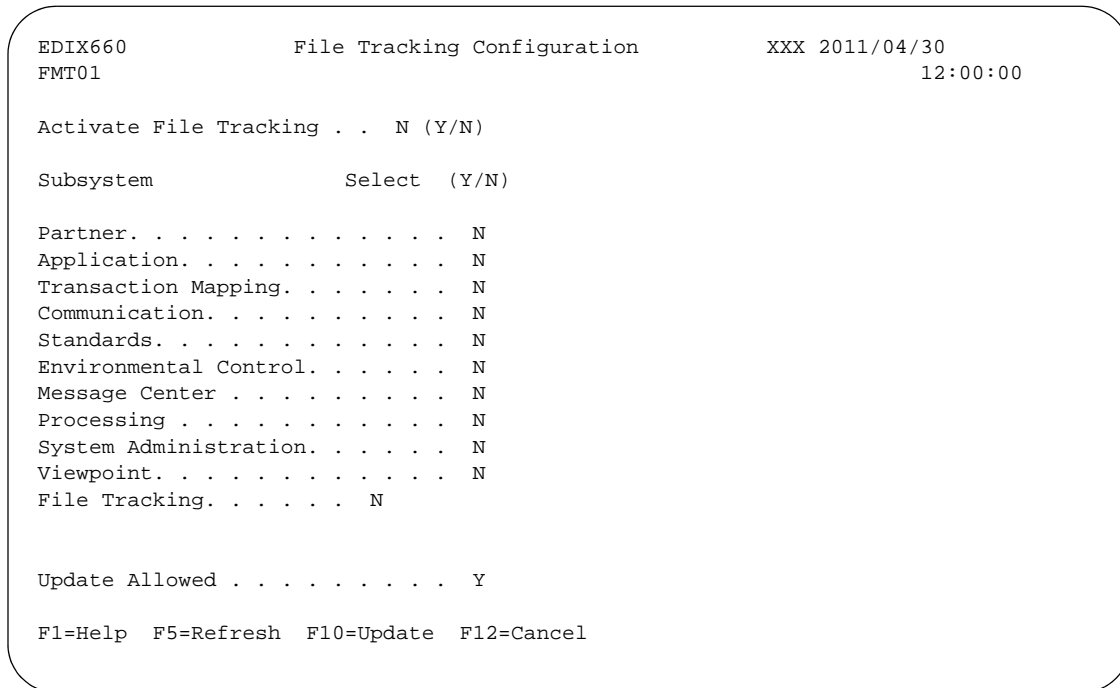 EDIX660 File Tracking Configuration XXX 2011/04/30
FMT01 12:00:00
Activate File Tracking . . N (Y/N)
Subsystem Select (Y/N)
Partner. . . . . . . . . . . . . N
Application. . . . . . . . . . . N
Transaction Mapping. . . . . . . N
Communication. . . . . . . . . . N
Standards. . . . . . . . . . . . N
Environmental Control. . . . . . N
Message Center . . . . . . . . . N
Processing . . . . . . . . . . . N
System Administration. . . . . . N
Viewpoint. . . . . . . . . . . . N
File Tracking. . . . . . N
Update Allowed . . . . . . . . . Y
F1=Help F5=Refresh F10=Update F12=Cancel